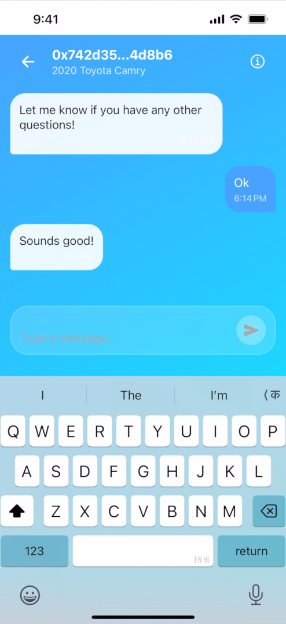 9:41
0x742d35...4d8b6
2020 Toyota Camry
Let me know if you have any other
questions!
Ok
6:14 PM
Sounds good!
Type a message
I The I'm क
Q W E R T Y U I O P
A S D F G H J K L
Z X C V B N M
123 EN HI return